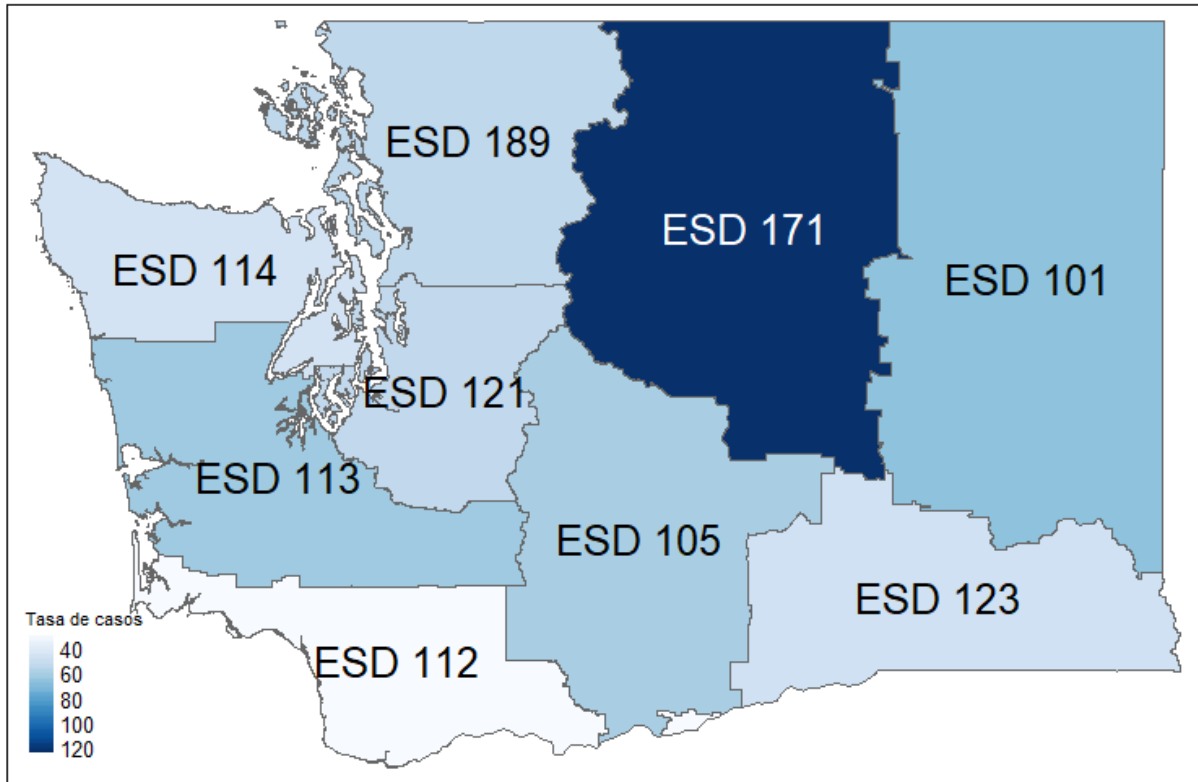 ESD 189
ESD 171
ESD 114
ESD 101
ESD 121
ESD 113
ESD 105
ESD 123
ESD 112
Tasa de casos
40
60
80
100
120